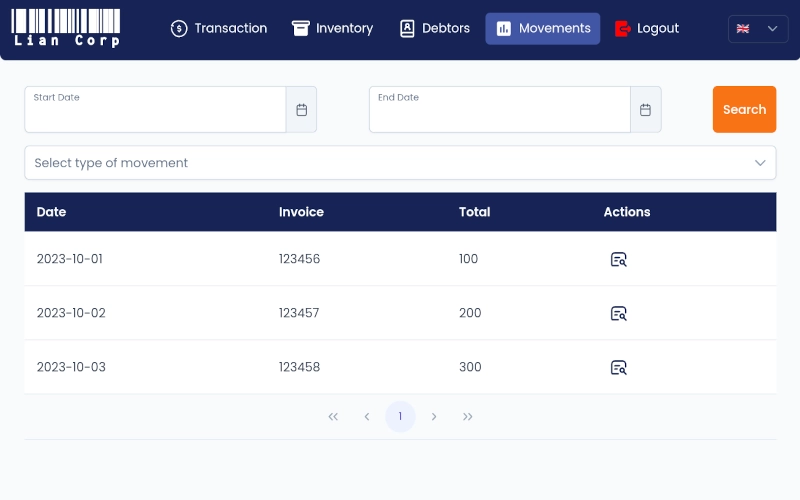 Lian Corp
Transaction
Inventory
Debtors
Movements
Logout
Start Date
End Date
Search
Select type of movement
Date Invoice Total Actions
2023-10-01 123456 100
2023-10-02 123457 200
2023-10-03 123458 300
1